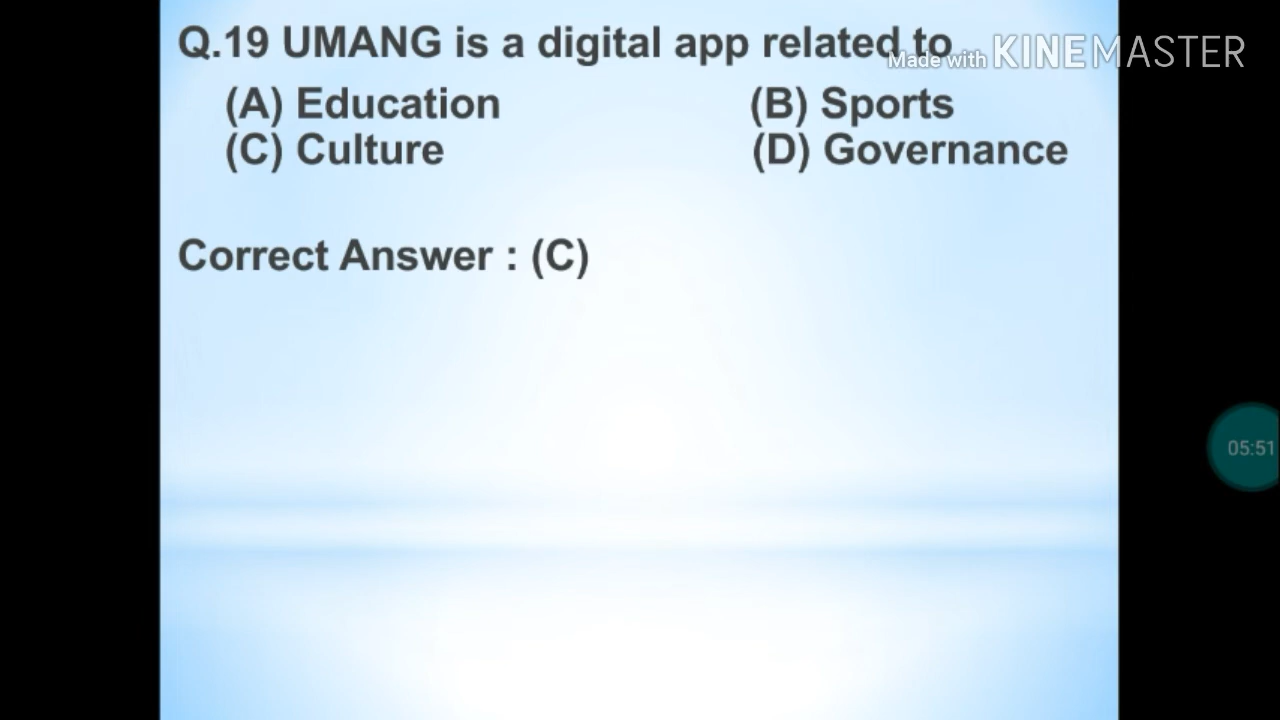 Q.19 UMANG is a digital app related to
Made with KINEMASTER
(A) Education (B) Sports
(C) Culture (D) Governance
Correct Answer : (C)
05:51